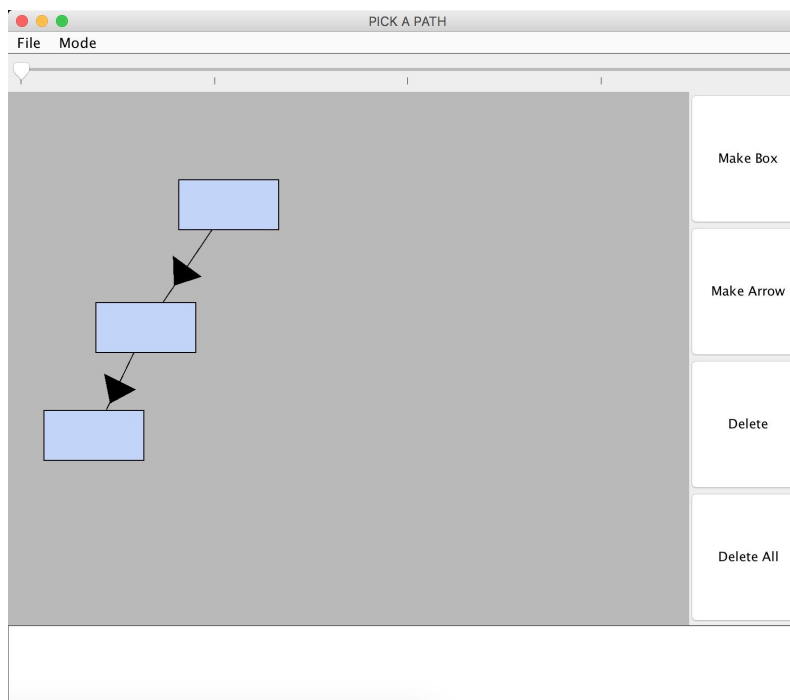 PICK A PATH
File Mode
Make Box
Make Arrow
Delete
Delete All